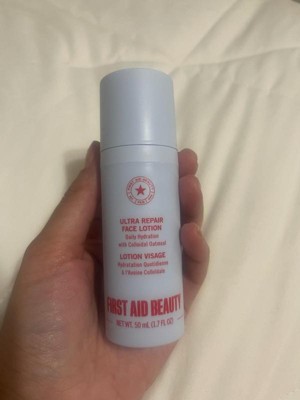 ULTRA REPAIR
FACE LOTION
Daily Hydration
with Colloidal Oatmeal
LOTION VISAGE
Hydratation Quotidienne
à l'Avoine Colloïdale
FIRST AID BEAUTY
NET WT. 50 mL (1.7 FL OZ)